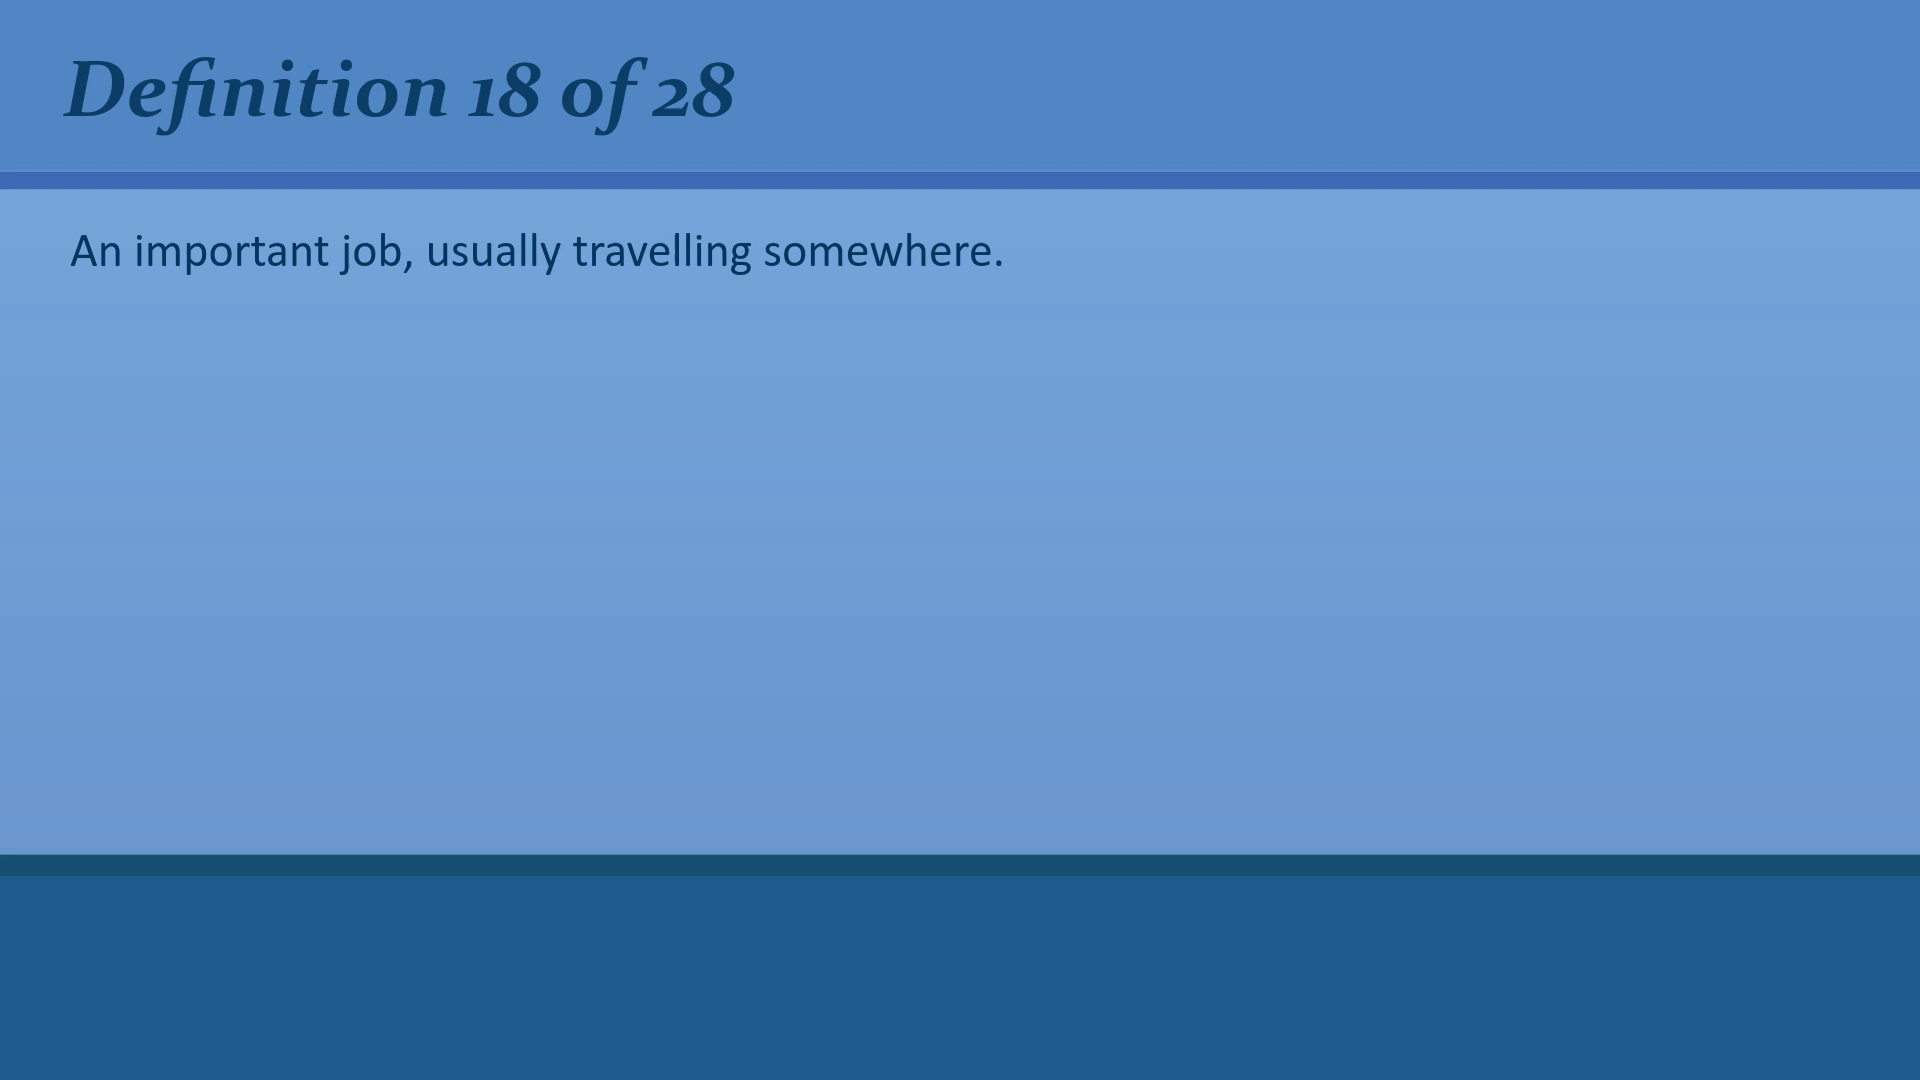 Definition 18 of 28
An important job, usually travelling somewhere.